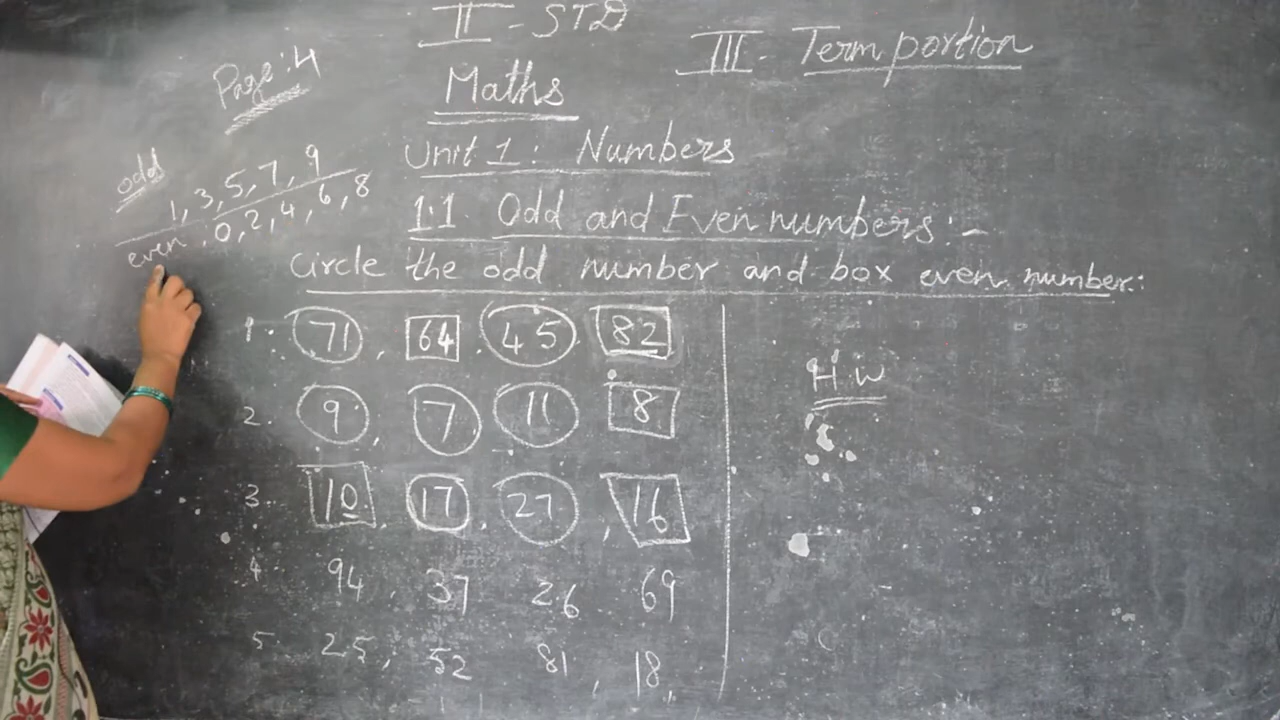 II - STD
III - Term portion
Page: 4
Maths
odd
1, 3, 5, 7, 9
even . 0, 2, 4, 6, 8
Unit 1 : Numbers
1.1. Odd and Even numbers :-
Circle the odd number and box even number:
1. 71, 64, 45, 82
2. 9, 7, 11 8
3. 10, 17, 27, 16
4. 94, 37 26 69
5. 25, 52 81, 18,
H.W